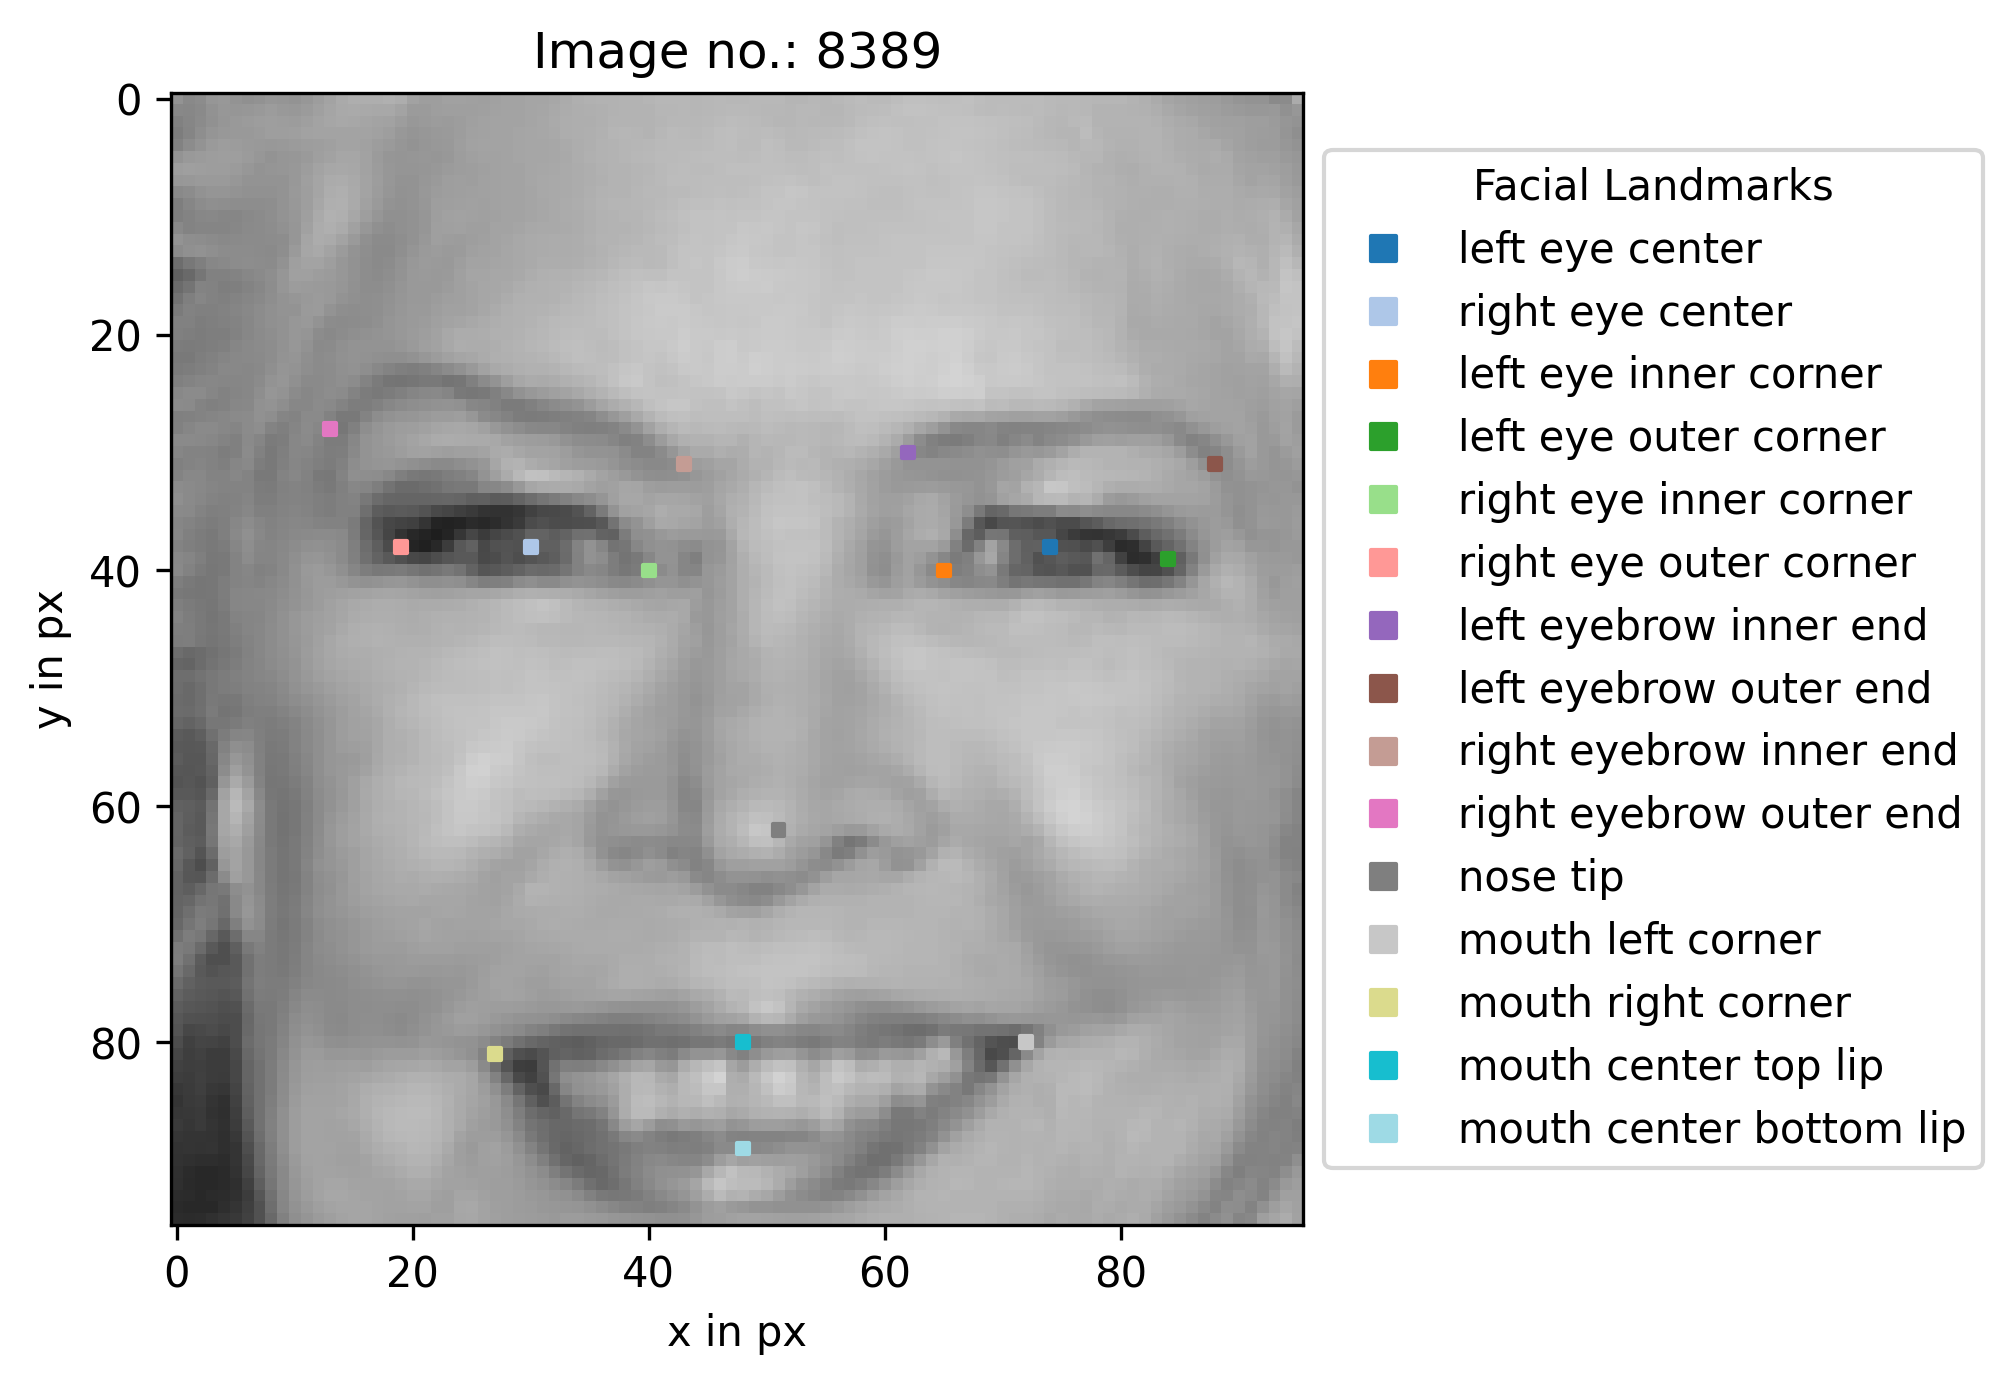 Image no.: 8389
0
20
40
60
80
y in px
0 20 40 60 80
x in px
Facial Landmarks
left eye center
right eye center
left eye inner corner
left eye outer corner
right eye inner corner
right eye outer corner
left eyebrow inner end
left eyebrow outer end
right eyebrow inner end
right eyebrow outer end
nose tip
mouth left corner
mouth right corner
mouth center top lip
mouth center bottom lip